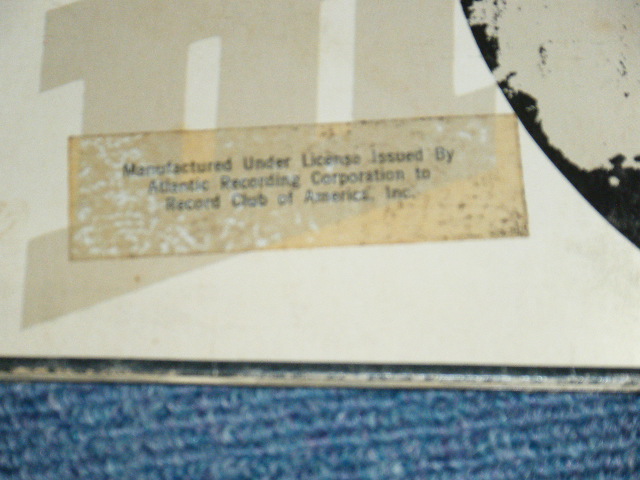 Manufactured Under License Issued By
Atlantic Recording Corporation to
Record Club of America, Inc.